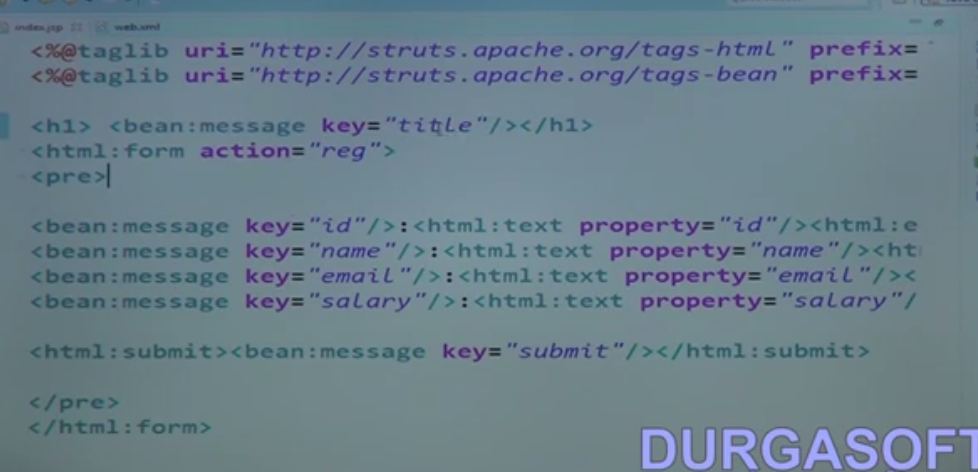 index.jsp web.xml
<%@taglib uri="http://struts.apache.org/tags-html" prefix=
<%@taglib uri="http://struts.apache.org/tags-bean" prefix=
<h1> <bean:message key="title"/></h1>
<html:form action="reg">
<pre>
<bean:message key="id"/>:<html:text property="id"/><html:e
<bean:message key="name"/>:<html:text property="name"/><ht
<bean:message key="email"/>:<html:text property="email"/><
<bean:message key="salary"/>:<html:text property="salary"/
<html:submit><bean:message key="submit"/></html:submit>
</pre>
</html:form>
DURGASOFT